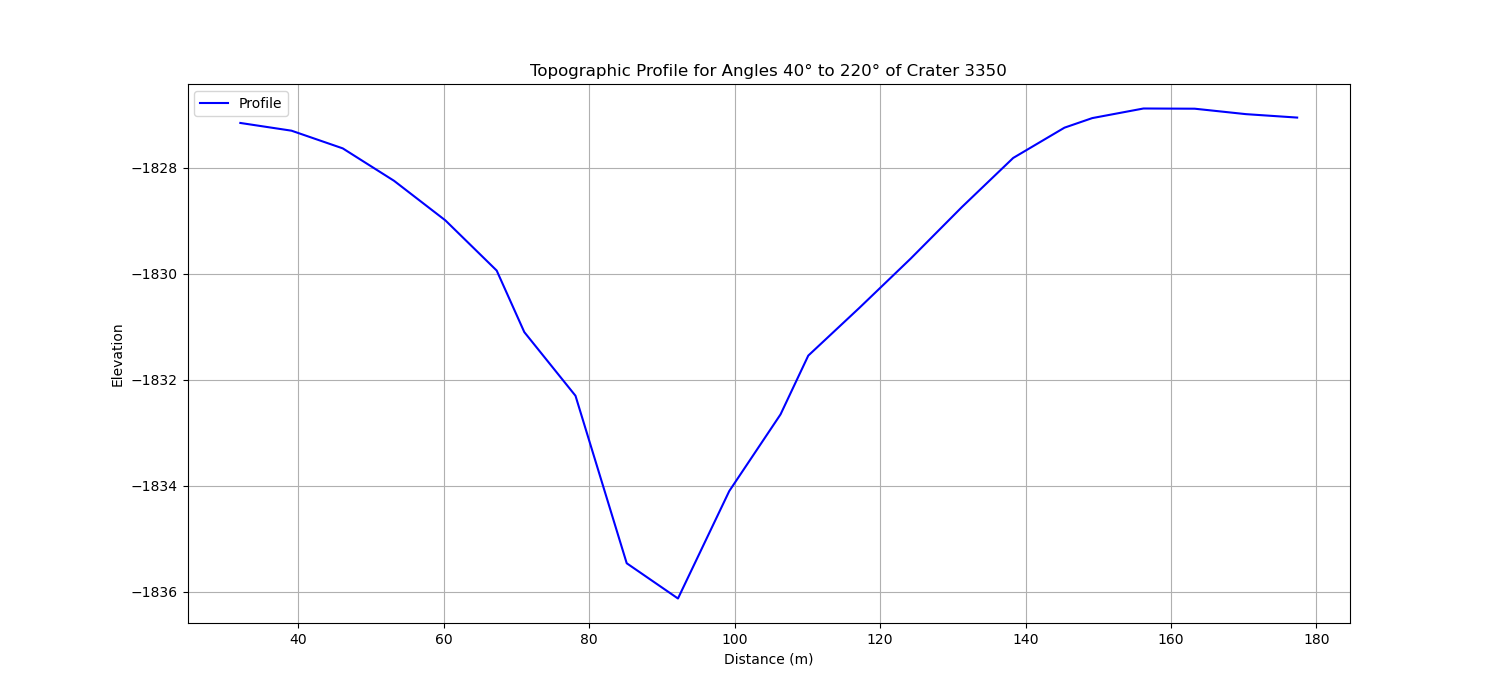 Topographic Profile for Angles 40° to 220° of Crater 3350
Profile
Elevation
−1828
−1830
−1832
−1834
−1836
40 60 80 100 120 140 160 180
Distance (m)